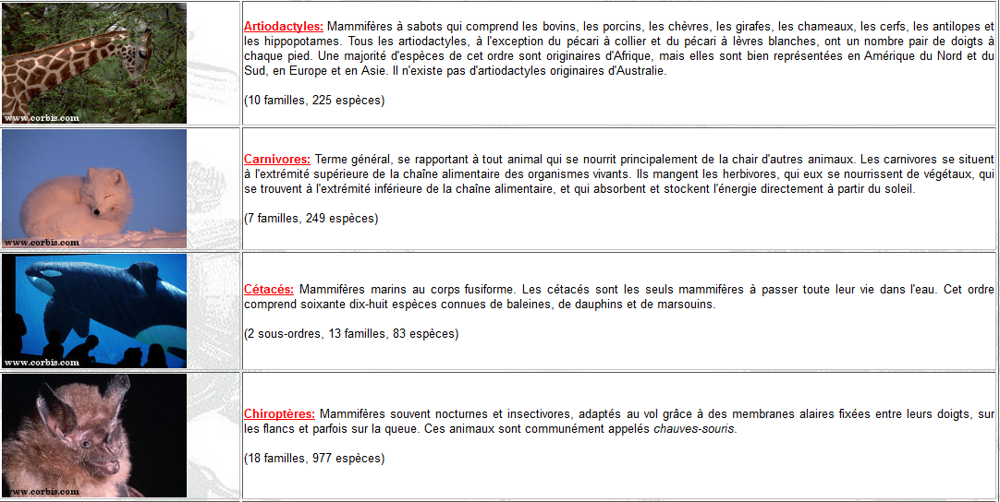 www.corbis.com
Artiodactyles: Mammifères à sabots qui comprend les bovins, les porcins, les chèvres, les girafes, les chameaux, les cerfs, les antilopes et
les hippopotames. Tous les artiodactyles, à l'exception du pécari à collier et du pécari à lèvres blanches, ont un nombre pair de doigts à
chaque pied. Une majorité d'espèces de cet ordre sont originaires d'Afrique, mais elles sont bien représentées en Amérique du Nord et du
Sud, en Europe et en Asie. Il n'existe pas d'artiodactyles originaires d'Australie.
(10 familles, 225 espèces)
www.corbis.com
Carnivores: Terme général, se rapportant à tout animal qui se nourrit principalement de la chair d'autres animaux. Les carnivores se situent
à l'extrémité supérieure de la chaîne alimentaire des organismes vivants. Ils mangent les herbivores, qui eux se nourrissent de végétaux, qui
se trouvent à l'extrémité inférieure de la chaîne alimentaire, et qui absorbent et stockent l'énergie directement à partir du soleil.
(7 familles, 249 espèces)
www.corbis.com
Cétacés: Mammifères marins au corps fusiforme. Les cétacés sont les seuls mammifères à passer toute leur vie dans l'eau. Cet ordre
comprend soixante dix-huit espèces connues de baleines, de dauphins et de marsouins.
(2 sous-ordres, 13 familles, 83 espèces)
www.corbis.com
Chiroptères: Mammifères souvent nocturnes et insectivores, adaptés au vol grâce à des membranes alaires fixées entre leurs doigts, sur
les flancs et parfois sur la queue. Ces animaux sont communément appelés chauves-souris.
(18 familles, 977 espèces)